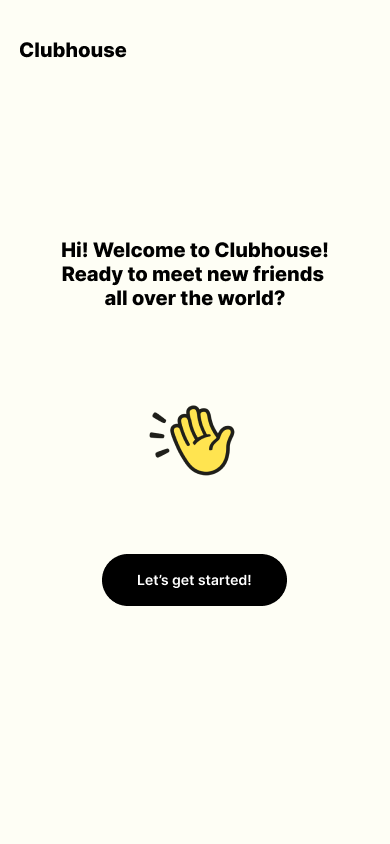 Clubhouse
Hi! Welcome to Clubhouse!
Ready to meet new friends
all over the world?
Let’s get started!